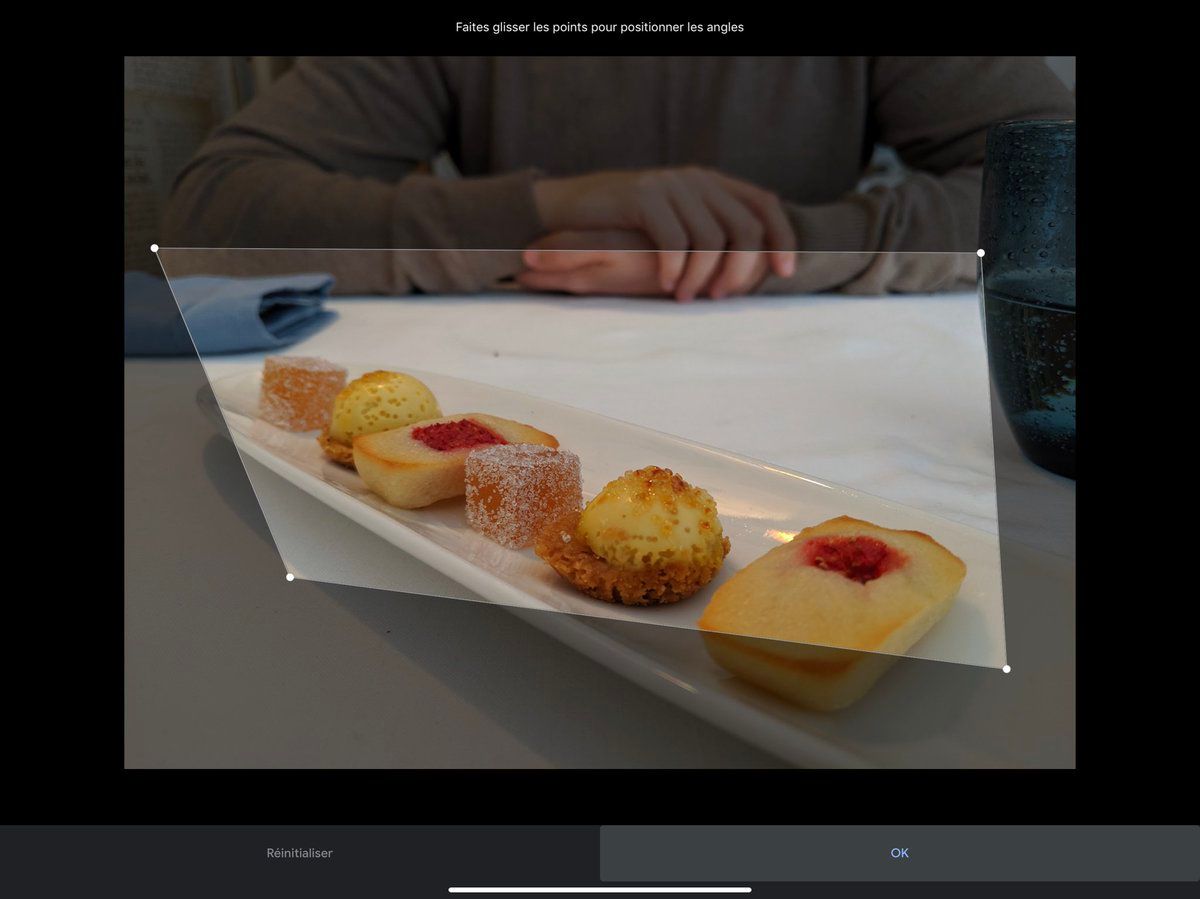 Faites glisser les points pour positionner les angles
Réinitialiser
OK